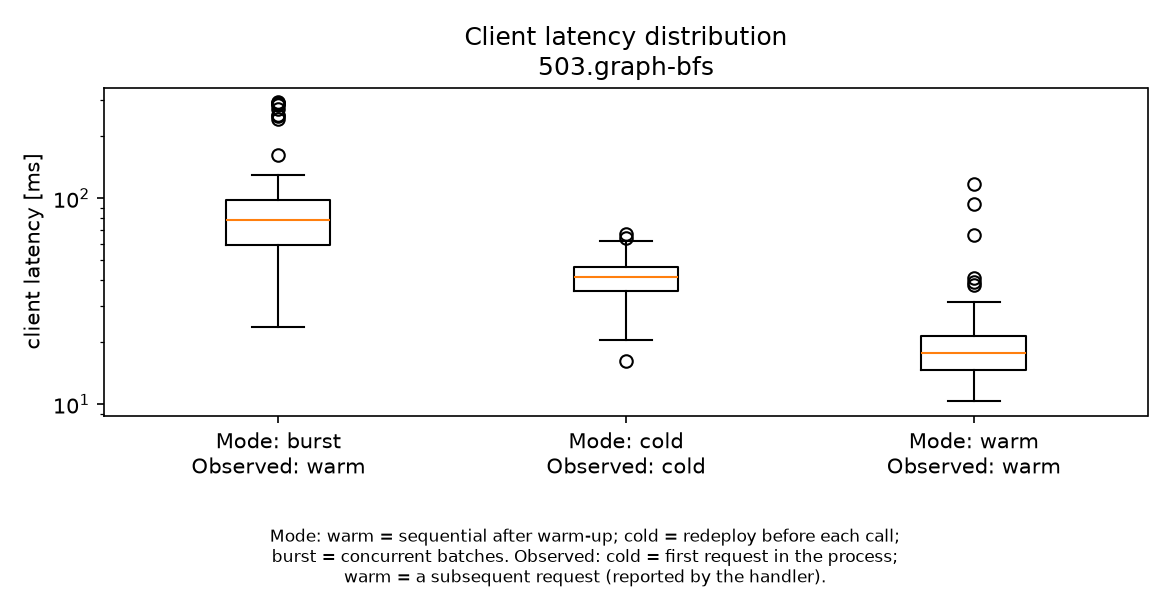 Client latency distribution
503.graph-bfs
client latency [ms]
10²
10¹
Mode: burst
Observed: warm
Mode: cold
Observed: cold
Mode: warm
Observed: warm
Mode: warm = sequential after warm-up; cold = redeploy before each call;
burst = concurrent batches. Observed: cold = first request in the process;
warm = a subsequent request (reported by the handler).